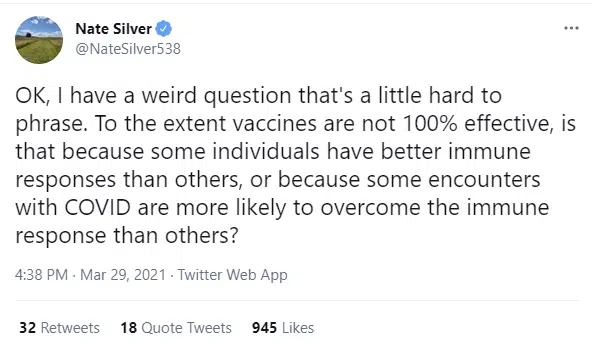 Nate Silver
@NateSilver538
OK, I have a weird question that's a little hard to
phrase. To the extent vaccines are not 100% effective, is
that because some individuals have better immune
responses than others, or because some encounters
with COVID are more likely to overcome the immune
response than others?
4:38 PM · Mar 29, 2021 · Twitter Web App
32 Retweets 18 Quote Tweets 945 Likes